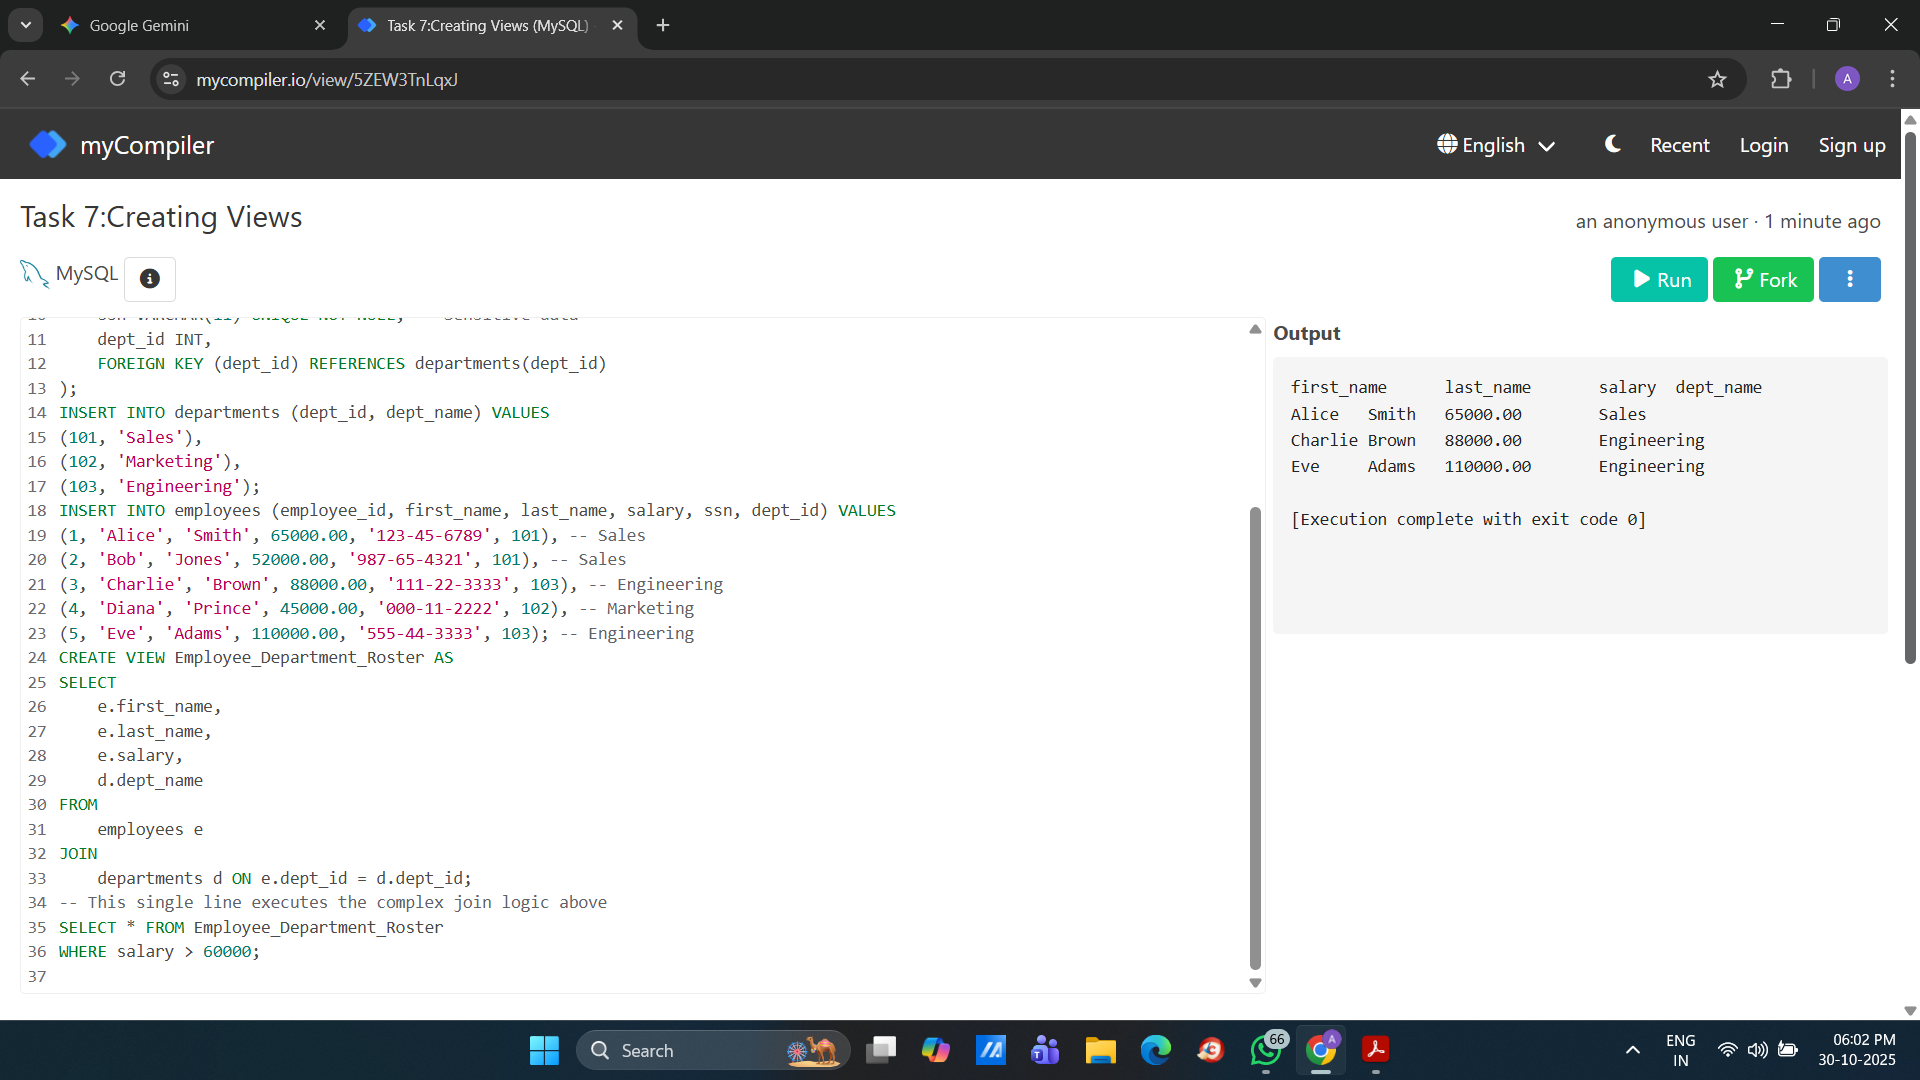 Google Gemini
Task 7:Creating Views (MySQL)
mycompiler.io/view/5ZEW3TnLqxJ
A
myCompiler
English
Recent
Login
Sign up
Task 7:Creating Views
an anonymous user · 1 minute ago
MySQL
Run
Fork
11     dept_id INT,
12     FOREIGN KEY (dept_id) REFERENCES departments(dept_id)
13 );
14 INSERT INTO departments (dept_id, dept_name) VALUES
15 (101, 'Sales'),
16 (102, 'Marketing'),
17 (103, 'Engineering');
18 INSERT INTO employees (employee_id, first_name, last_name, salary, ssn, dept_id) VALUES
19 (1, 'Alice', 'Smith', 65000.00, '123-45-6789', 101), -- Sales
20 (2, 'Bob', 'Jones', 52000.00, '987-65-4321', 101), -- Sales
21 (3, 'Charlie', 'Brown', 88000.00, '111-22-3333', 103), -- Engineering
22 (4, 'Diana', 'Prince', 45000.00, '000-11-2222', 102), -- Marketing
23 (5, 'Eve', 'Adams', 110000.00, '555-44-3333', 103); -- Engineering
24 CREATE VIEW Employee_Department_Roster AS
25 SELECT
26     e.first_name,
27     e.last_name,
28     e.salary,
29     d.dept_name
30 FROM
31     employees e
32 JOIN
33     departments d ON e.dept_id = d.dept_id;
34 -- This single line executes the complex join logic above
35 SELECT * FROM Employee_Department_Roster
36 WHERE salary > 60000;
37
Output
first_name last_name salary dept_name
Alice Smith 65000.00 Sales
Charlie Brown 88000.00 Engineering
Eve Adams 110000.00 Engineering
[Execution complete with exit code 0]
Search
66
A
ENG
IN
06:02 PM
30-10-2025